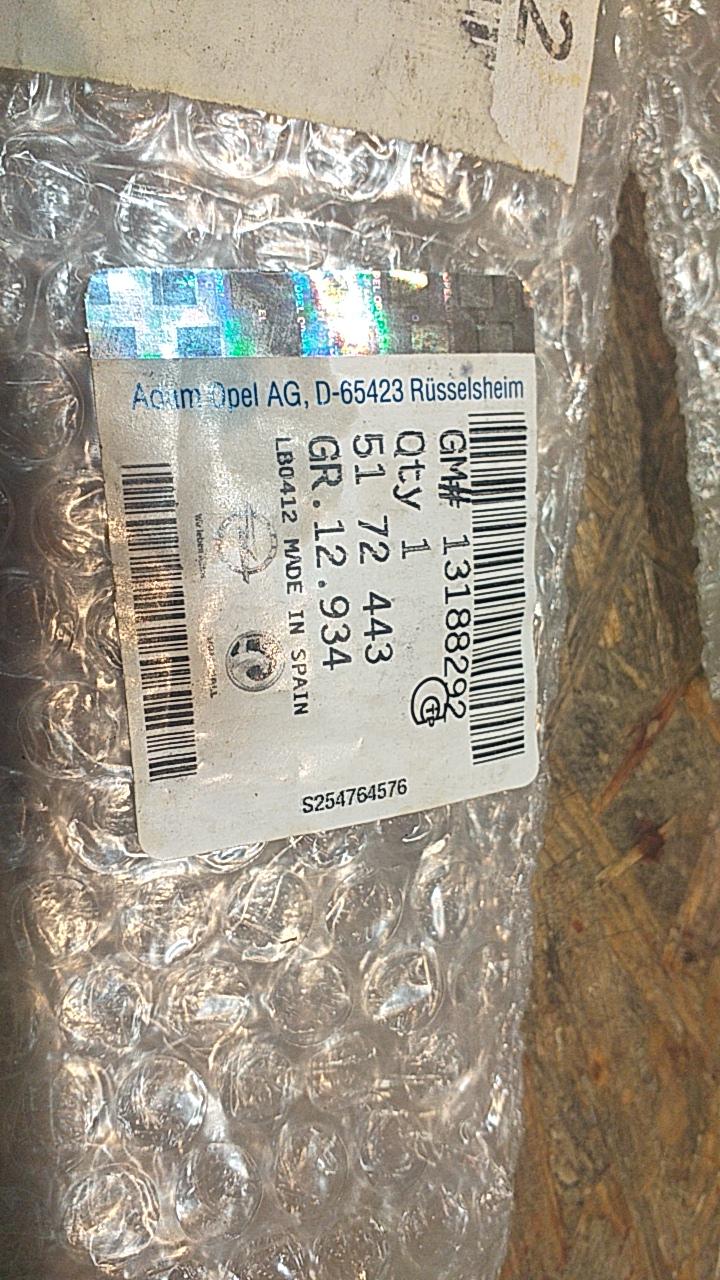 2
Adam Opel AG, D-65423 Rüsselsheim
GM# 13188292
Qty 1
51 72 443
GR.12.934
LB0412 MADE IN SPAIN
S254764576